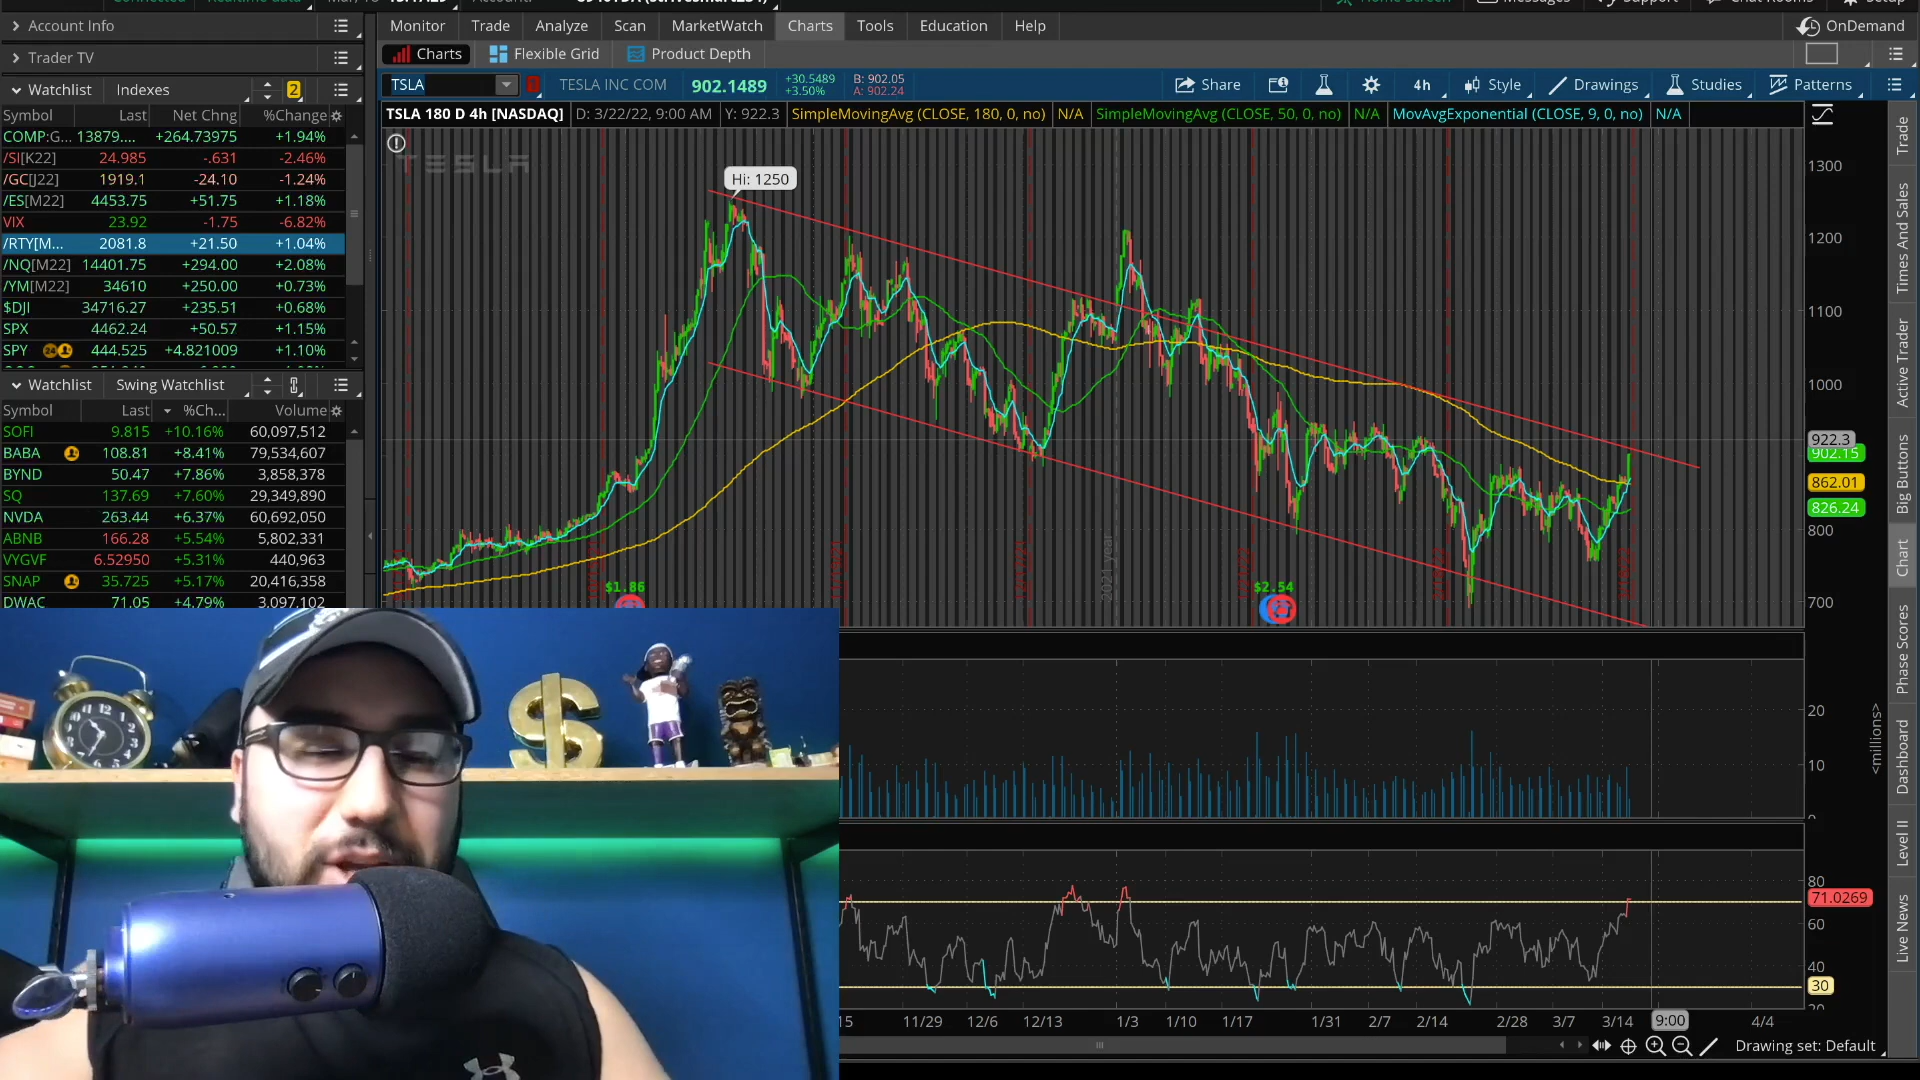 Account Info
Monitor Trade Analyze Scan MarketWatch Charts Tools Education Help OnDemand
Trader TV
Charts Flexible Grid Product Depth
Watchlist Indexes 2
TSLA TESLA INC COM 902.1489 +30.5489 +3.50% B: 902.05 A: 902.24 Share 4h Style Drawings Studies Patterns
Symbol Last Net Chng %Change
TSLA 180 D 4h [NASDAQ] D: 3/22/22, 9:00 AM Y: 922.3 SimpleMovingAvg (CLOSE, 180, 0, no) N/A SimpleMovingAvg (CLOSE, 50, 0, no) N/A MovAvgExponential (CLOSE, 9, 0, no) N/A
COMP:G... 13879.... +264.73975 +1.94%
/SI[K22] 24.985 -.631 -2.46%
/GC[J22] 1919.1 -24.10 -1.24%
/ES[M22] 4453.75 +51.75 +1.18%
VIX 23.92 -1.75 -6.82%
/RTY[M... 2081.8 +21.50 +1.04%
/NQ[M22] 14401.75 +294.00 +2.08%
/YM[M22] 34610 +250.00 +0.73%
$DJI 34716.27 +235.51 +0.68%
SPX 4462.24 +50.57 +1.15%
SPY 24 444.525 +4.821009 +1.10%
Watchlist Swing Watchlist
Symbol Last %Ch... Volume
SOFI 9.815 +10.16% 60,097,512
BABA 108.81 +8.41% 79,534,607
BYND 50.47 +7.86% 3,858,378
SQ 137.69 +7.60% 29,349,890
NVDA 263.44 +6.37% 60,692,050
ABNB 166.28 +5.54% 5,802,331
VYGVF 6.52950 +5.31% 440,963
SNAP 35.725 +5.17% 20,416,358
DWAC 71.05 +4.79% 3,097,102
TESLA
Hi: 1250
$1.86
2021 year
$2.54
1300
1200
1100
1000
922.3
902.15
862.01
826.24
800
700
20
10
<millions>
80
71.0269
60
40
30
20
15 11/29 12/6 12/13 1/3 1/10 1/17 1/31 2/7 2/14 2/28 3/7 3/14 9:00 4/4
Drawing set: Default
Trade
Times And Sales
Active Trader
Big Buttons
Chart
Phase Scores
Dashboard
Level II
Live News
$